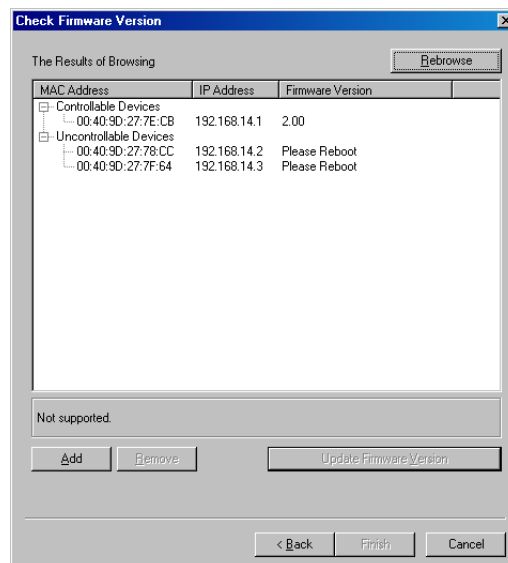 Check Firmware Version
The Results of Browsing Rebrowse
MAC Address IP Address Firmware Version
Controllable Devices
00:40:9D:27:7E:CB 192.168.14.1 2.00
Uncontrollable Devices
00:40:9D:27:78:CC 192.168.14.2 Please Reboot
00:40:9D:27:7F:64 192.168.14.3 Please Reboot
Not supported.
Add Remove Update Firmware Version
< Back Finish Cancel